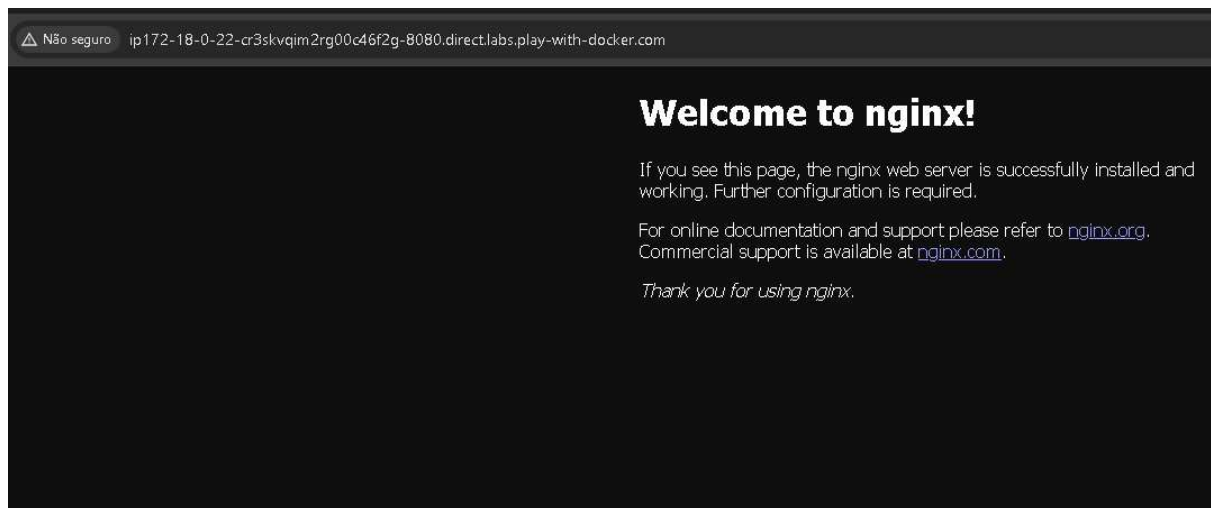 Não seguro ip172-18-0-22-cr3skvqim2rg00c46f2g-8080.direct.labs.play-with-docker.com
Welcome to nginx!
If you see this page, the nginx web server is successfully installed and
working. Further configuration is required.
For online documentation and support please refer to nginx.org.
Commercial support is available at nginx.com.
Thank you for using nginx.